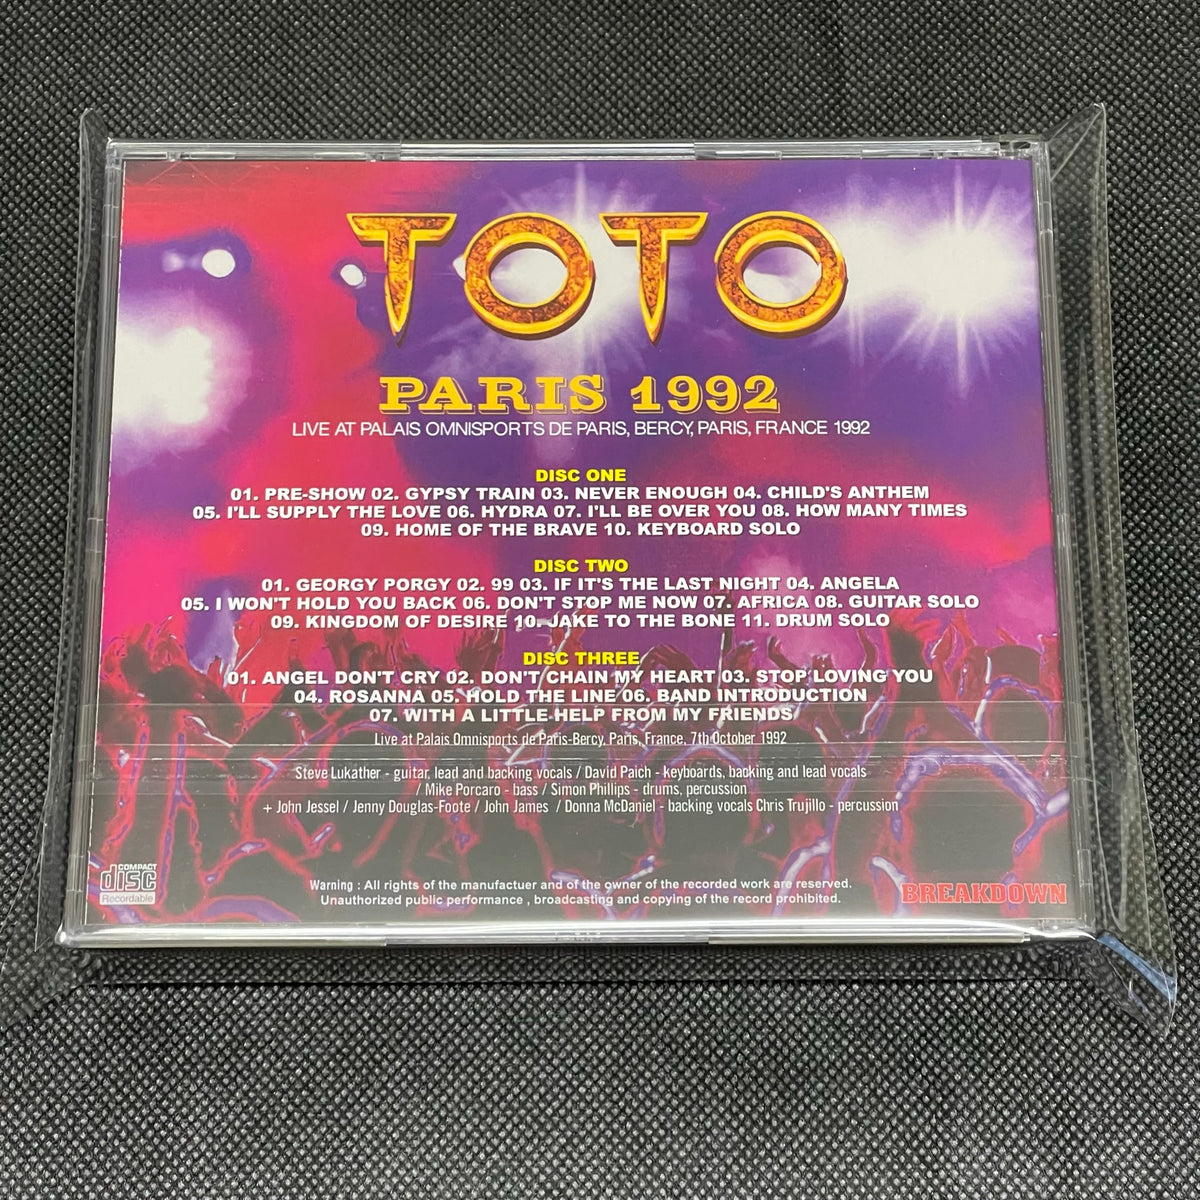 TOTO
PARIS 1992
LIVE AT PALAIS OMNISPORTS DE PARIS, BERCY, PARIS, FRANCE 1992
DISC ONE
01. PRE-SHOW 02. GYPSY TRAIN 03. NEVER ENOUGH 04. CHILD'S ANTHEM
05. I'LL SUPPLY THE LOVE 06. HYDRA 07. I'LL BE OVER YOU 08. HOW MANY TIMES
09. HOME OF THE BRAVE 10. KEYBOARD SOLO
DISC TWO
01. GEORGY PORGY 02. 99 03. IF IT'S THE LAST NIGHT 04. ANGELA
05. I WON'T HOLD YOU BACK 06. DON'T STOP ME NOW 07. AFRICA 08. GUITAR SOLO
09. KINGDOM OF DESIRE 10. JAKE TO THE BONE 11. DRUM SOLO
DISC THREE
01. ANGEL DON'T CRY 02. DON'T CHAIN MY HEART 03. STOP LOVING YOU
04. ROSANNA 05. HOLD THE LINE 06. BAND INTRODUCTION
07. WITH A LITTLE HELP FROM MY FRIENDS
Live at Palais Omnisports de Paris-Bercy, Paris, France, 7th October 1992
Steve Lukather - guitar, lead and backing vocals / David Paich - keyboards, backing and lead vocals
/ Mike Porcaro - bass / Simon Phillips - drums, percussion
+ John Jessel / Jenny Douglas-Foote / John James / Donna McDaniel - backing vocals Chris Trujillo - percussion
COMPACT
disc
Recordable
Warning : All rights of the manufactuer and of the owner of the recorded work are reserved.
Unauthorized public performance , broadcasting and copying of the record prohibited.
BREAKDOWN